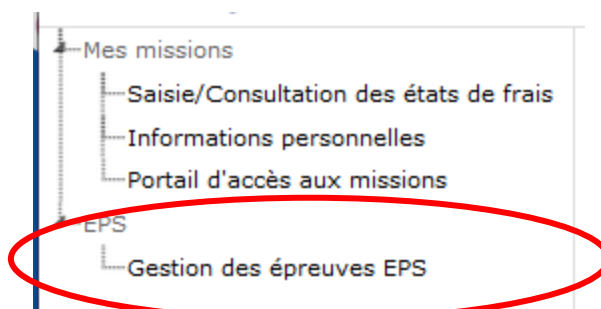 Mes missions
Saisie/Consultation des états de frais
Informations personnelles
Portail d'accès aux missions
EPS
Gestion des épreuves EPS